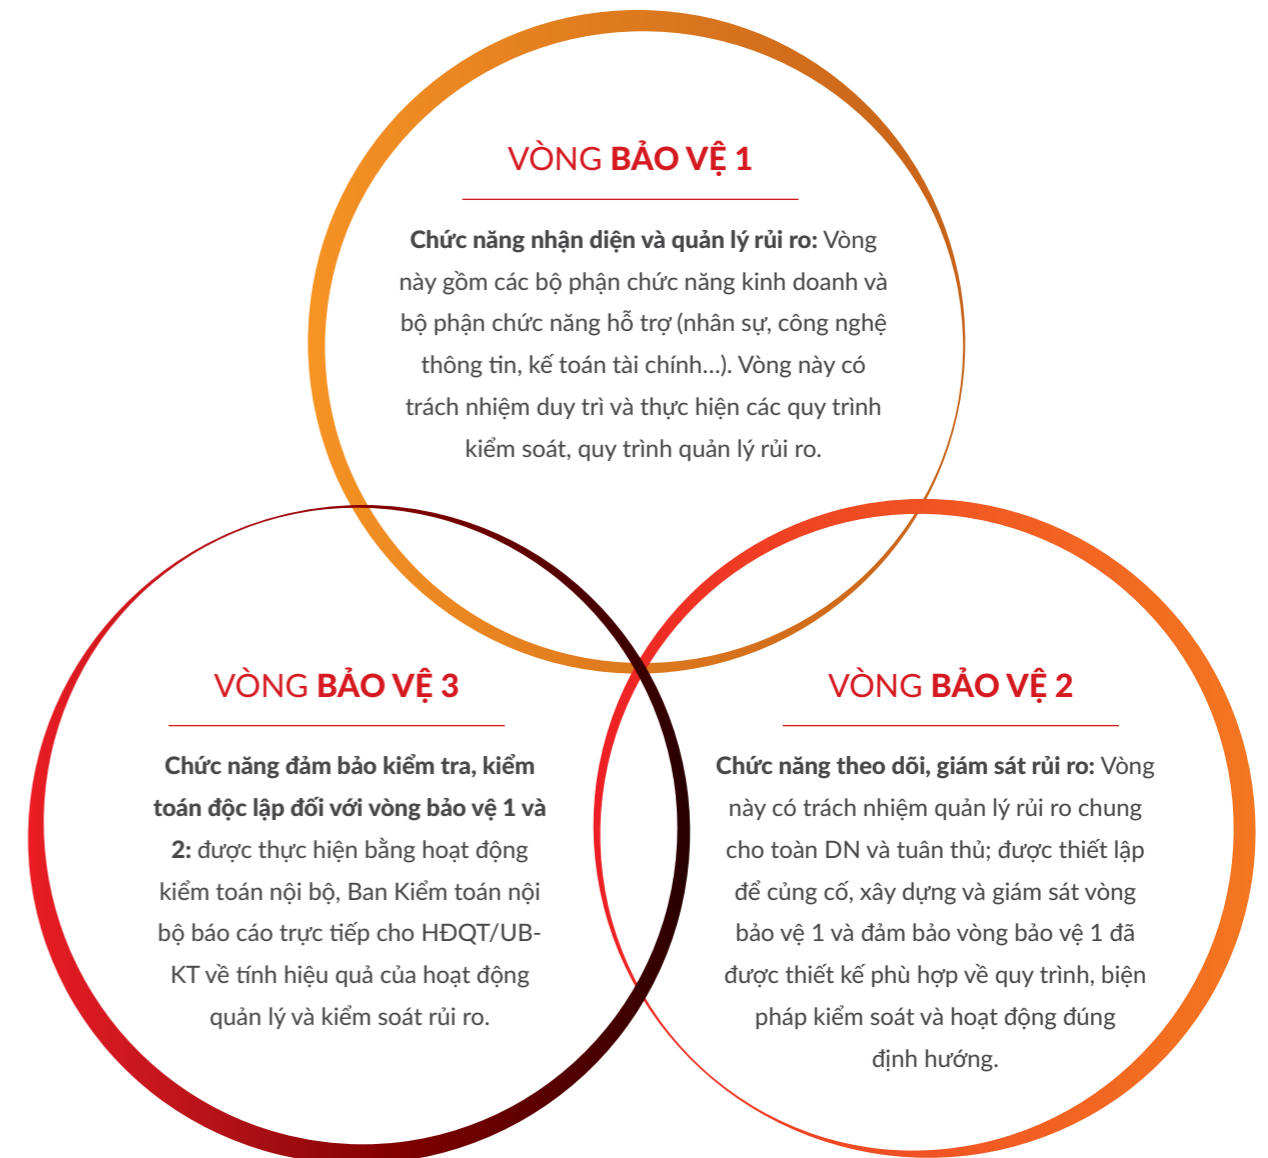 VÒNG BẢO VỆ 1
Chức năng nhận diện và quản lý rủi ro: Vòng
này gồm các bộ phận chức năng kinh doanh và
bộ phận chức năng hỗ trợ (nhân sự, công nghệ
thông tin, kế toán tài chính...). Vòng này có
trách nhiệm duy trì và thực hiện các quy trình
kiểm soát, quy trình quản lý rủi ro.
VÒNG BẢO VỆ 3
Chức năng đảm bảo kiểm tra, kiểm
toán độc lập đối với vòng bảo vệ 1 và
2: được thực hiện bằng hoạt động
kiểm toán nội bộ, Ban Kiểm toán nội
bộ báo cáo trực tiếp cho HĐQT/UB-
KT về tính hiệu quả của hoạt động
quản lý và kiểm soát rủi ro.
VÒNG BẢO VỆ 2
Chức năng theo dõi, giám sát rủi ro: Vòng
này có trách nhiệm quản lý rủi ro chung
cho toàn DN và tuân thủ; được thiết lập
để củng cố, xây dựng và giám sát vòng
bảo vệ 1 và đảm bảo vòng bảo vệ 1 đã
được thiết kế phù hợp về quy trình, biện
pháp kiểm soát và hoạt động đúng
định hướng.